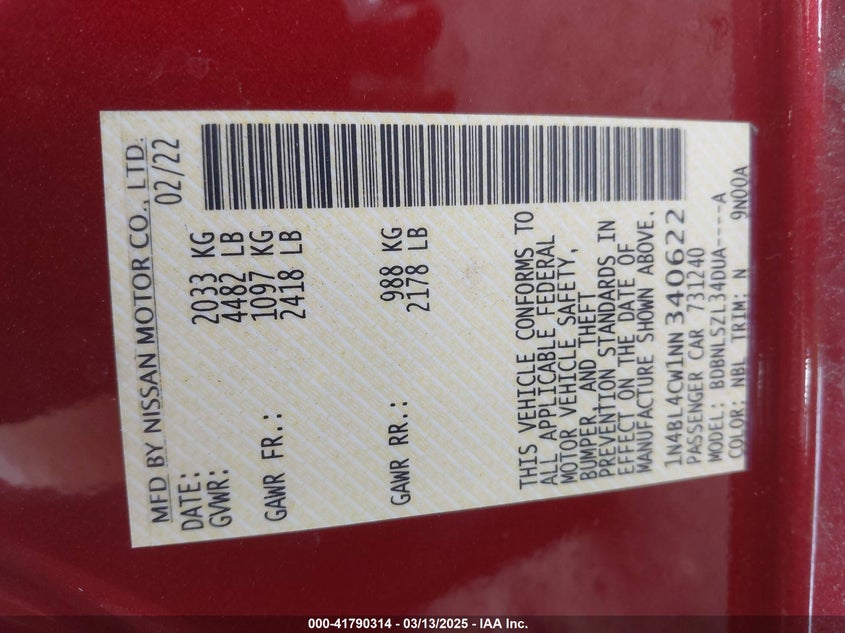 MFD BY NISSAN MOTOR CO., LTD.
DATE: 02/22
GVWR: 2033 KG
4482 LB
GAWR FR.: 1097 KG
2418 LB
GAWR RR.: 988 KG
2178 LB
THIS VEHICLE CONFORMS TO
ALL APPLICABLE FEDERAL
MOTOR VEHICLE SAFETY,
BUMPER, AND THEFT
PREVENTION STANDARDS IN
EFFECT ON THE DATE OF
MANUFACTURE SHOWN ABOVE.
1N4BL4CW1NN340622
PASSENGER CAR 731240
MODEL: BDBNLSZL34DUA----A
COLOR: NBL TRIM: N 9N00A
000-41790314 - 03/13/2025 - IAA Inc.